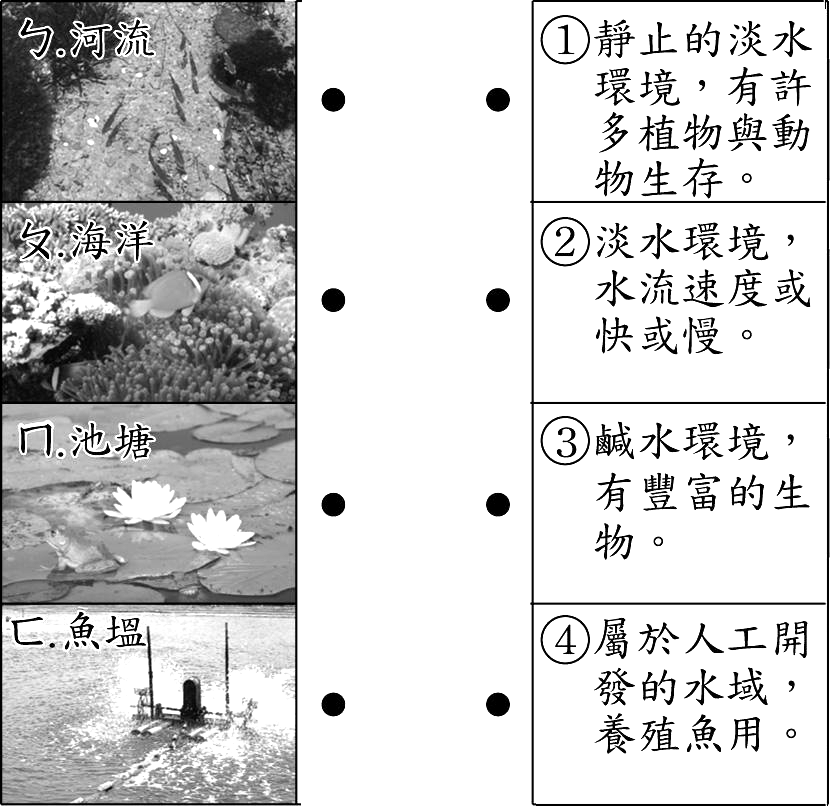 ㄅ.河流
ㄆ.海洋
ㄇ.池塘
ㄈ.魚塭
①靜止的淡水
環境，有許
多植物與動
物生存。
②淡水環境，
水流速度或
快或慢。
③鹹水環境，
有豐富的生
物。
④屬於人工開
發的水域，
養殖魚用。